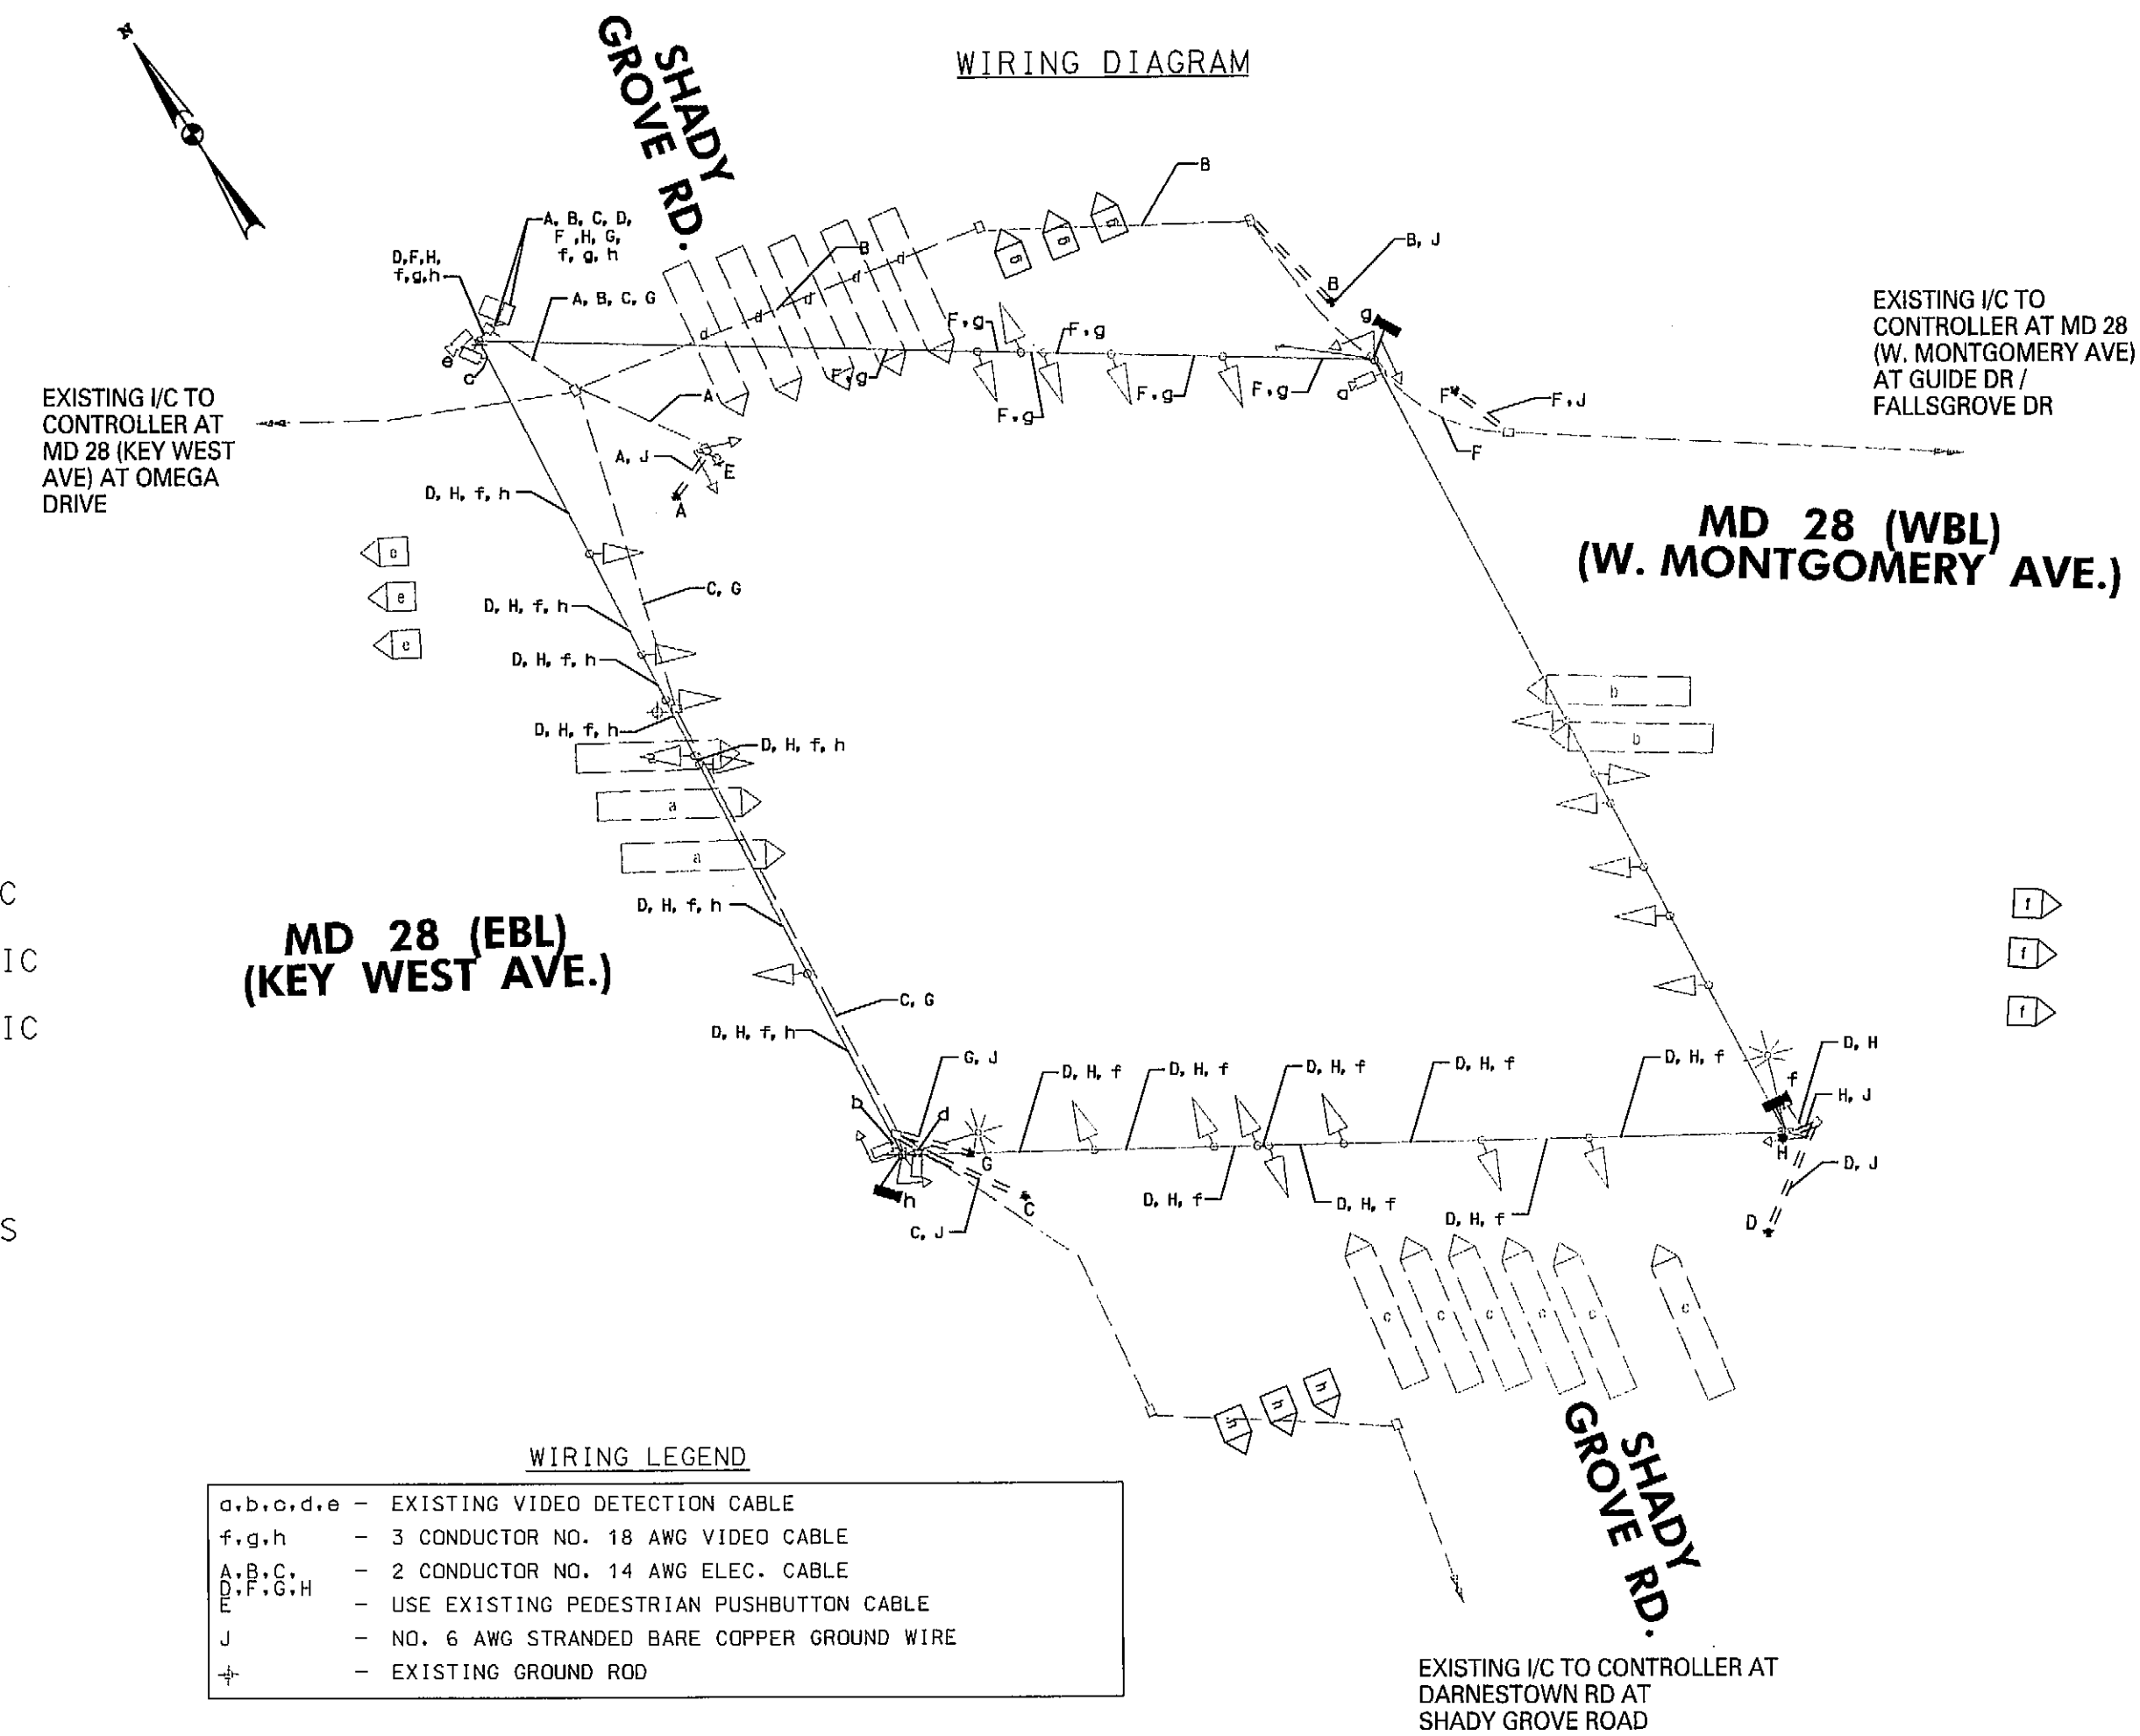 WIRING DIAGRAM
SHADY
GROVE RD.
B
A, B, C, D,
F ,H, G,
f, g, h
D,F,H,
f,g,h
A, B, C, G
B
B, J
B
g
EXISTING I/C TO
CONTROLLER AT MD 28
(W. MONTGOMERY AVE)
AT GUIDE DR /
FALLSGROVE DR
g
g
g
d
d
d
d
d
F,g
F,g
F,g
F,g
F,g
F,g
e
c
a
EXISTING I/C TO
CONTROLLER AT
MD 28 (KEY WEST
AVE) AT OMEGA
DRIVE
A
A, J
E
A
F
F, J
F
D, H, f, h
MD 28 (WBL)
(W. MONTGOMERY AVE.)
e
e
e
C, G
D, H, f, h
D, H, f, h
D, H, f, h
D, H, f, h
b
b
a
a
a
C
IC
IC
S
D, H, f, h
MD 28 (EBL)
(KEY WEST AVE.)
f
f
f
C, G
D, H, f, h
G, J
D, H, f
D, H, f
D, H, f
D, H, f
D, H, f
D, H
f
H, J
b
d
G
H
D, J
h
C
C, J
D, H, f
D, H, f
D, H, f
D
c
c
c
c
c
c
h
h
h
SHADY
GROVE RD.
WIRING LEGEND
a,b,c,d,e – EXISTING VIDEO DETECTION CABLE
f,g,h – 3 CONDUCTOR NO. 18 AWG VIDEO CABLE
A,B,C, – 2 CONDUCTOR NO. 14 AWG ELEC. CABLE
D,F,G,H
E – USE EXISTING PEDESTRIAN PUSHBUTTON CABLE
J – NO. 6 AWG STRANDED BARE COPPER GROUND WIRE
– EXISTING GROUND ROD
EXISTING I/C TO CONTROLLER AT
DARNESTOWN RD AT
SHADY GROVE ROAD